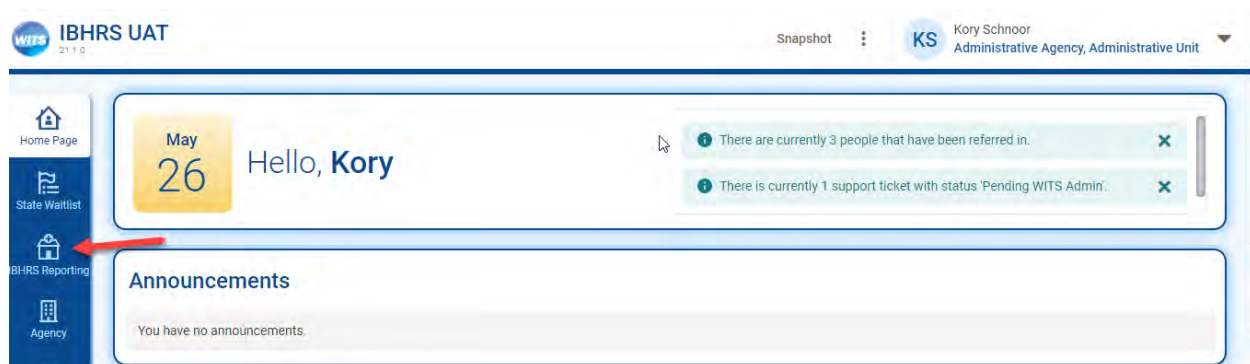 WITS
IBHRS UAT
21.1.0
Snapshot
KS
Kory Schnoor
Administrative Agency, Administrative Unit
Home Page
State Waitlist
IBHRS Reporting
Agency
May
26
Hello, Kory
There are currently 3 people that have been referred in.
There is currently 1 support ticket with status 'Pending WITS Admin'.
Announcements
You have no announcements.